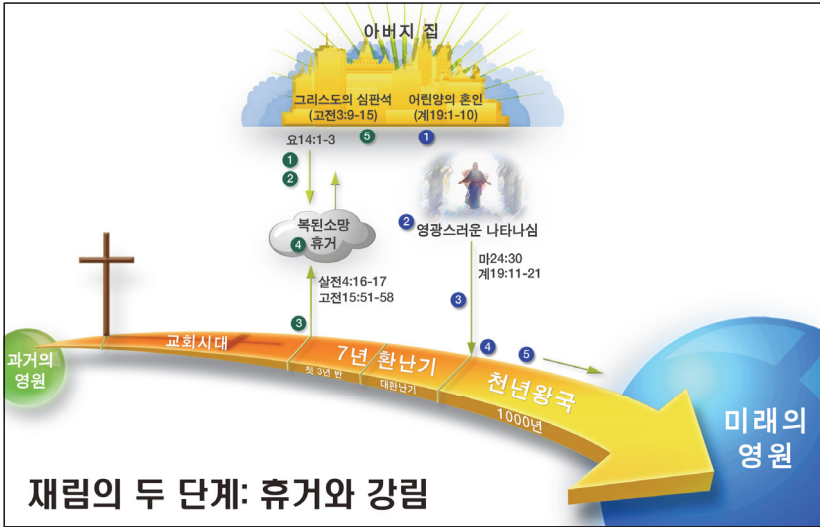 아버지 집
그리스도의 심판석
(고전3:9-15)
어린양의 혼인
(계19:1-10)
5
1
요14:1-3
1
2
복된소망
4 휴거
2 영광스러운 나타나심
살전4:16-17
고전15:51-58
마24:30
계19:11-21
3
3
4
5
과거의
영원
교회시대
7년 환난기
첫 3년 반
대환난기
천년왕국
1000년
미래의
영원
재림의 두 단계: 휴거와 강림